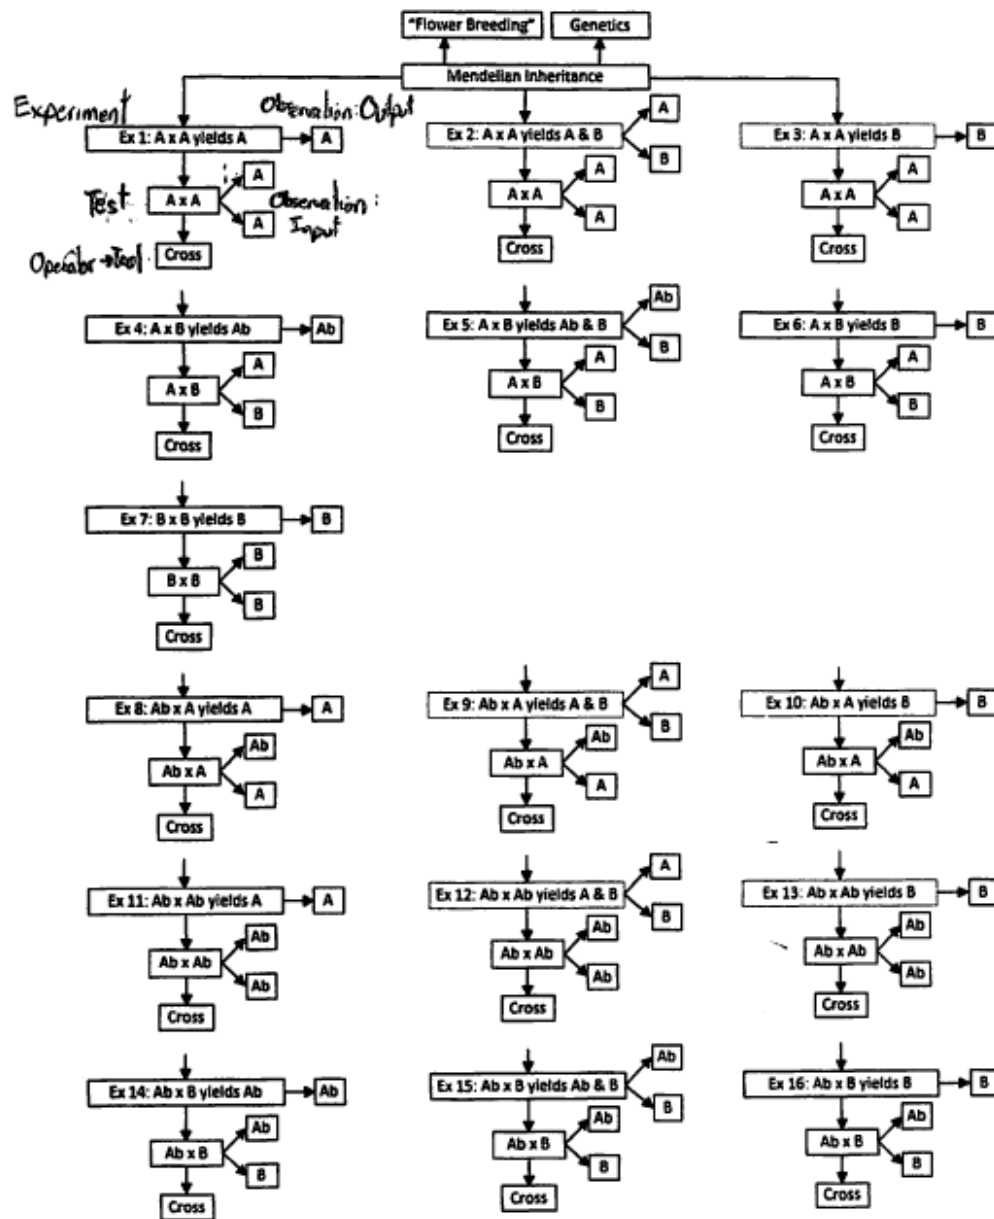 "Flower Breeding" Genetics
Mendelian Inheritance
Experiment Observation: Output
Ex 1: A x A yields A A
Ex 2: A x A yields A & B A B
Ex 3: A x A yields B B
Test A x A A A Observation: Input
A x A A A
A x A A A
Operator → Tool Cross
Cross
Cross
Ex 4: A x B yields Ab Ab
Ex 5: A x B yields Ab & B Ab B
Ex 6: A x B yields B B
A x B A B
A x B A B
A x B A B
Cross
Cross
Cross
Ex 7: B x B yields B B
B x B B B
Cross
Ex 8: Ab x A yields A A
Ex 9: Ab x A yields A & B A B
Ex 10: Ab x A yields B B
Ab x A Ab A
Ab x A Ab A
Ab x A Ab A
Cross
Cross
Cross
Ex 11: Ab x Ab yields A A
Ex 12: Ab x Ab yields A & B A B
Ex 13: Ab x Ab yields B B
Ab x Ab Ab Ab
Ab x Ab Ab Ab
Ab x Ab Ab Ab
Cross
Cross
Cross
Ex 14: Ab x B yields Ab Ab
Ex 15: Ab x B yields Ab & B Ab B
Ex 16: Ab x B yields B B
Ab x B Ab B
Ab x B Ab B
Ab x B Ab B
Cross
Cross
Cross